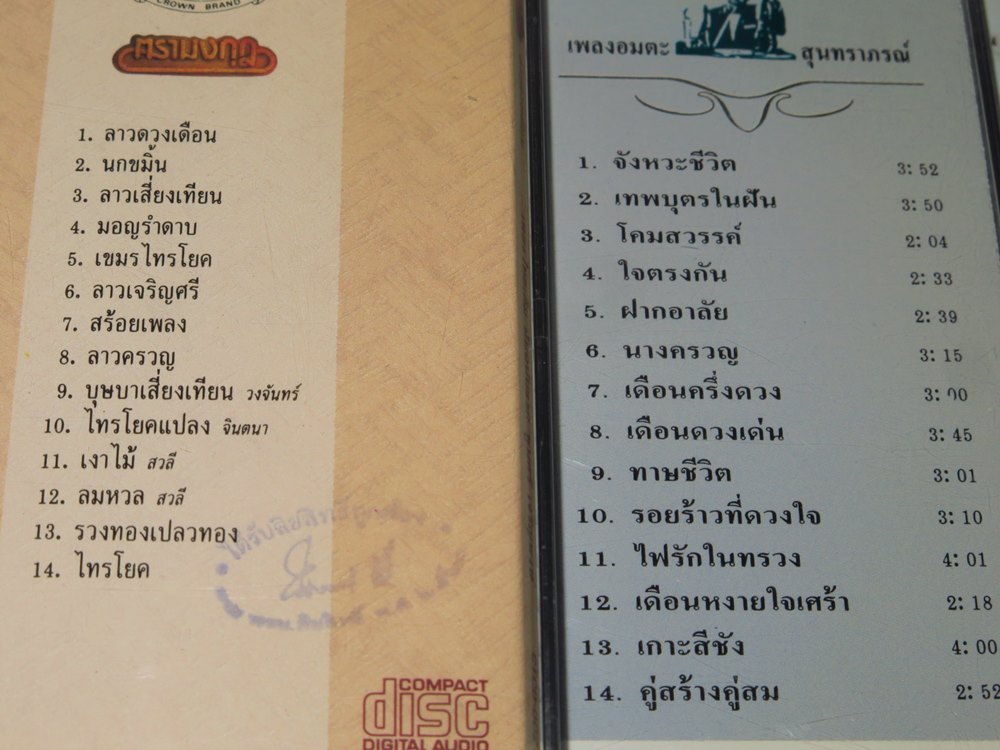 CROWN BRAND
ตรามงกุฎ
1. ลาวดวงเดือน
2. นกขมิ้น
3. ลาวเสี่ยงเทียน
4. มอญรำดาบ
5. เขมรไทรโยค
6. ลาวเจริญศรี
7. สร้อยเพลง
8. ลาวครวญ
9. บุษบาเสี่ยงเทียน วงจันทร์
10. ไทรโยคแปลง จินตนา
11. เงาไม้ สวลี
12. ลมหวล สวลี
13. รวงทองเปลวทอง
14. ไทรโยค
COMPACT
disc
DIGITAL AUDIO
เพลงอมตะ สุนทราภรณ์
1. จังหวะชีวิต 3: 52
2. เทพบุตรในฝัน 3: 50
3. โคมสวรรค์ 2: 04
4. ใจตรงกัน 2: 33
5. ฝากอาลัย 2: 39
6. นางครวญ 3: 15
7. เดือนครึ่งดวง 3: 00
8. เดือนดวงเด่น 3: 45
9. ทาษชีวิต 3: 01
10. รอยร้าวที่ดวงใจ 3: 10
11. ไฟรักในทรวง 4: 01
12. เดือนหงายใจเศร้า 2: 18
13. เกาะสีชัง 4: 00
14. คู่สร้างคู่สม 2: 52